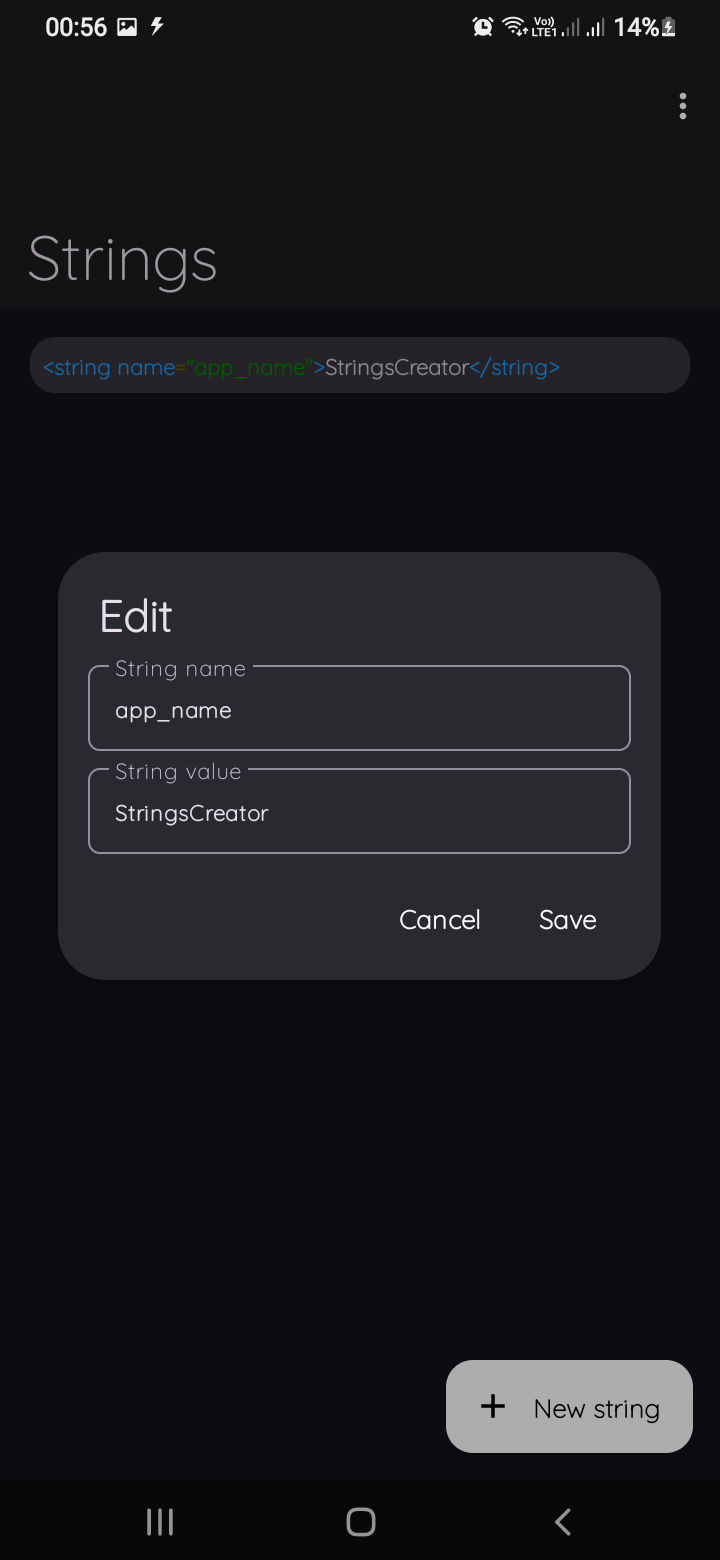 00:56 Vo)) LTE1 14%
Strings
<string name="app_name">StringsCreator</string>
Edit
String name
app_name
String value
StringsCreator
Cancel Save
+ New string